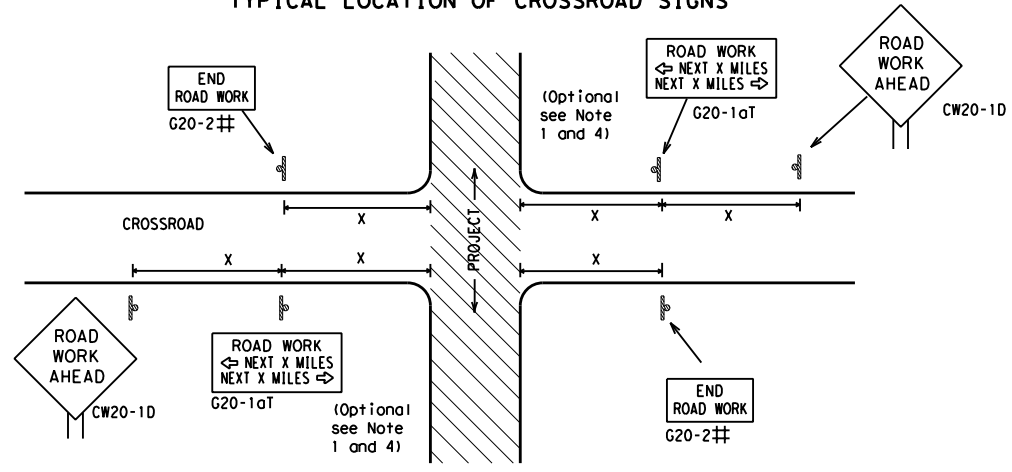 TYPICAL LOCATION OF CROSSROAD SIGNS
END
ROAD WORK
G20-2#
(Optional
see Note
1 and 4)
ROAD WORK
⇦ NEXT X MILES
NEXT X MILES ⇨
G20-1aT
ROAD
WORK
AHEAD
CW20-1D
CROSSROAD
X
X
X
PROJECT
X
X
X
ROAD
WORK
AHEAD
CW20-1D
ROAD WORK
⇦ NEXT X MILES
NEXT X MILES ⇨
G20-1aT
(Optional
see Note
1 and 4)
END
ROAD WORK
G20-2#